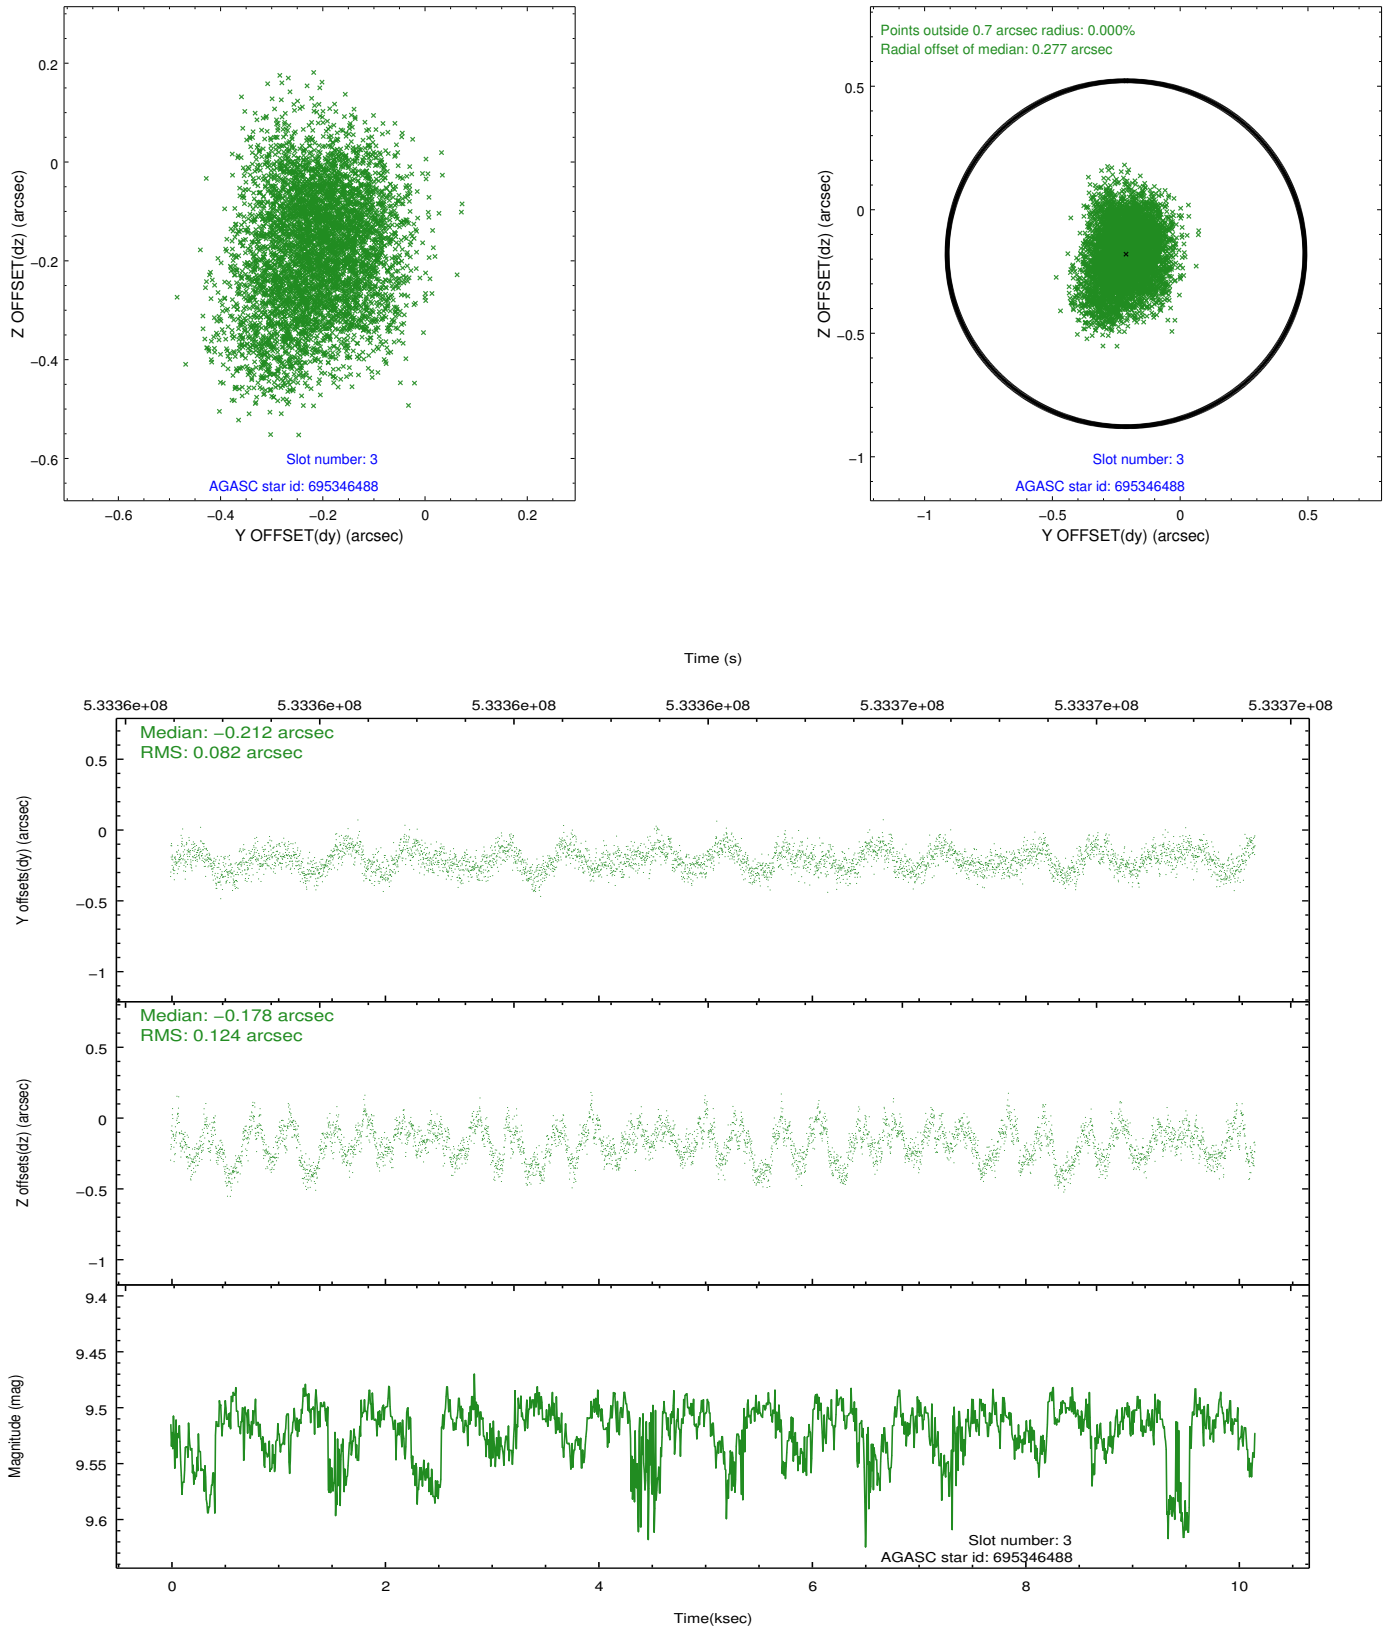 0.2
0
−0.2
−0.4
−0.6
Z OFFSET(dz) (arcsec)
Slot number: 3
AGASC star id: 695346488
−0.6
−0.4
−0.2
0
0.2
Y OFFSET(dy) (arcsec)
Points outside 0.7 arcsec radius: 0.000%
Radial offset of median: 0.277 arcsec
0.5
0
−0.5
−1
Z OFFSET(dz) (arcsec)
Slot number: 3
AGASC star id: 695346488
−1
−0.5
0
0.5
Y OFFSET(dy) (arcsec)
Time (s)
5.3336e+08
5.3336e+08
5.3336e+08
5.3336e+08
5.3337e+08
5.3337e+08
5.3337e+08
Median: −0.212 arcsec
RMS: 0.082 arcsec
0.5
0
−0.5
−1
Y offsets(dy) (arcsec)
Median: −0.178 arcsec
RMS: 0.124 arcsec
0.5
0
−0.5
−1
Z offsets(dz) (arcsec)
9.4
9.45
9.5
9.55
9.6
Magnitude (mag)
Slot number: 3
AGASC star id: 695346488
0
2
4
6
8
10
Time(ksec)